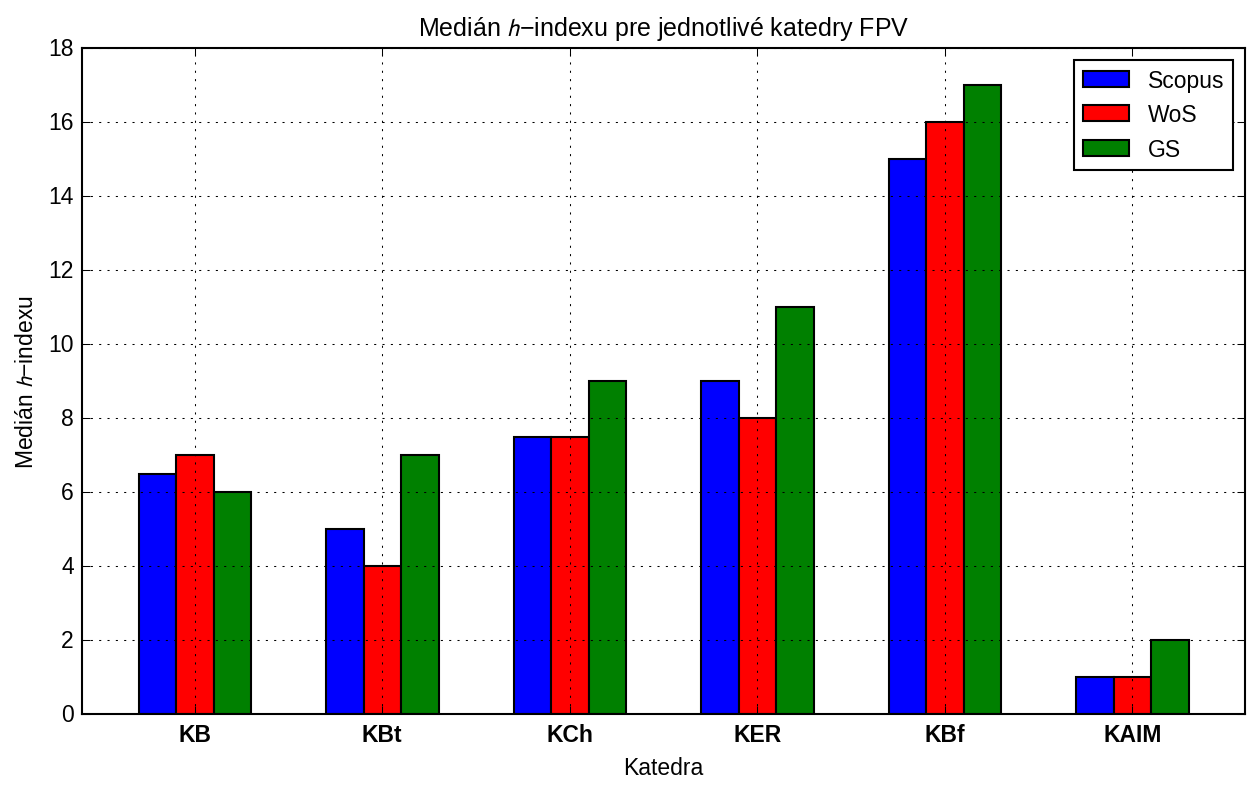 Medián h−indexu pre jednotlivé katedry FPV
18
16
14
12
10
8
6
4
2
0
Medián h−indexu
Scopus
WoS
GS
KB KBt KCh KER KBf KAIM
Katedra